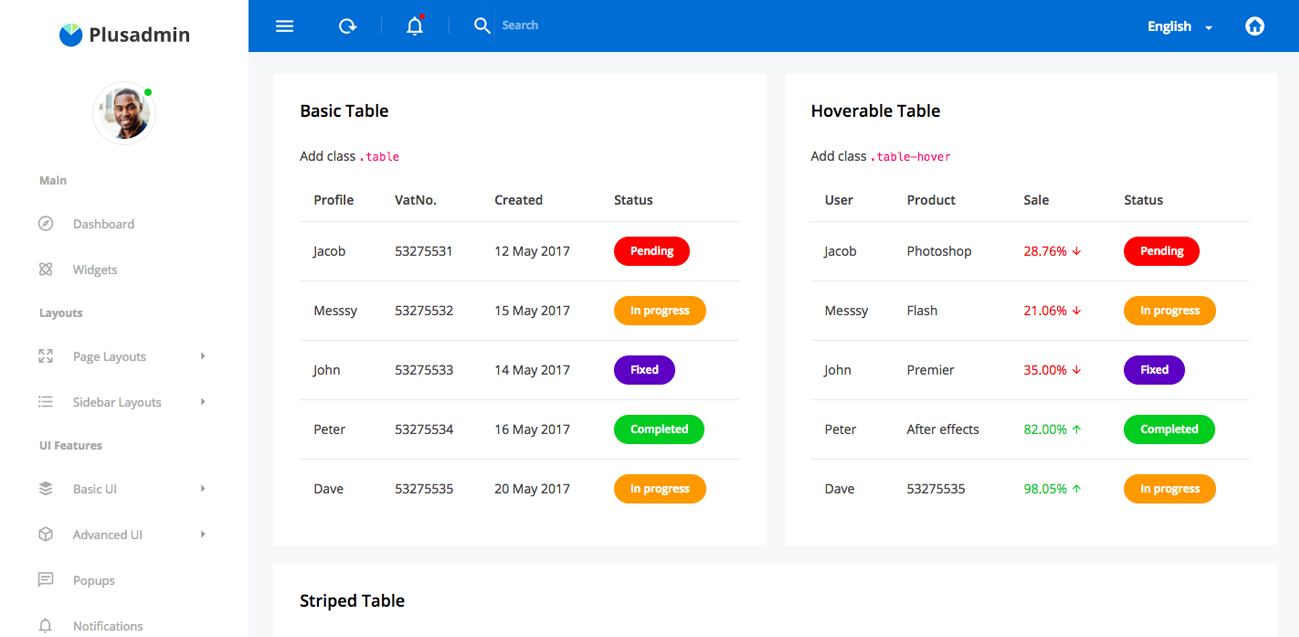 Plusadmin
Search
English
Main
Dashboard
Widgets
Layouts
Page Layouts
Sidebar Layouts
UI Features
Basic UI
Advanced UI
Popups
Notifications
Basic Table
Add class .table
Profile VatNo. Created Status
Jacob 53275531 12 May 2017 Pending
Messsy 53275532 15 May 2017 In progress
John 53275533 14 May 2017 Fixed
Peter 53275534 16 May 2017 Completed
Dave 53275535 20 May 2017 In progress
Hoverable Table
Add class .table-hover
User Product Sale Status
Jacob Photoshop 28.76% ↓ Pending
Messsy Flash 21.06% ↓ In progress
John Premier 35.00% ↓ Fixed
Peter After effects 82.00% ↑ Completed
Dave 53275535 98.05% ↑ In progress
Striped Table